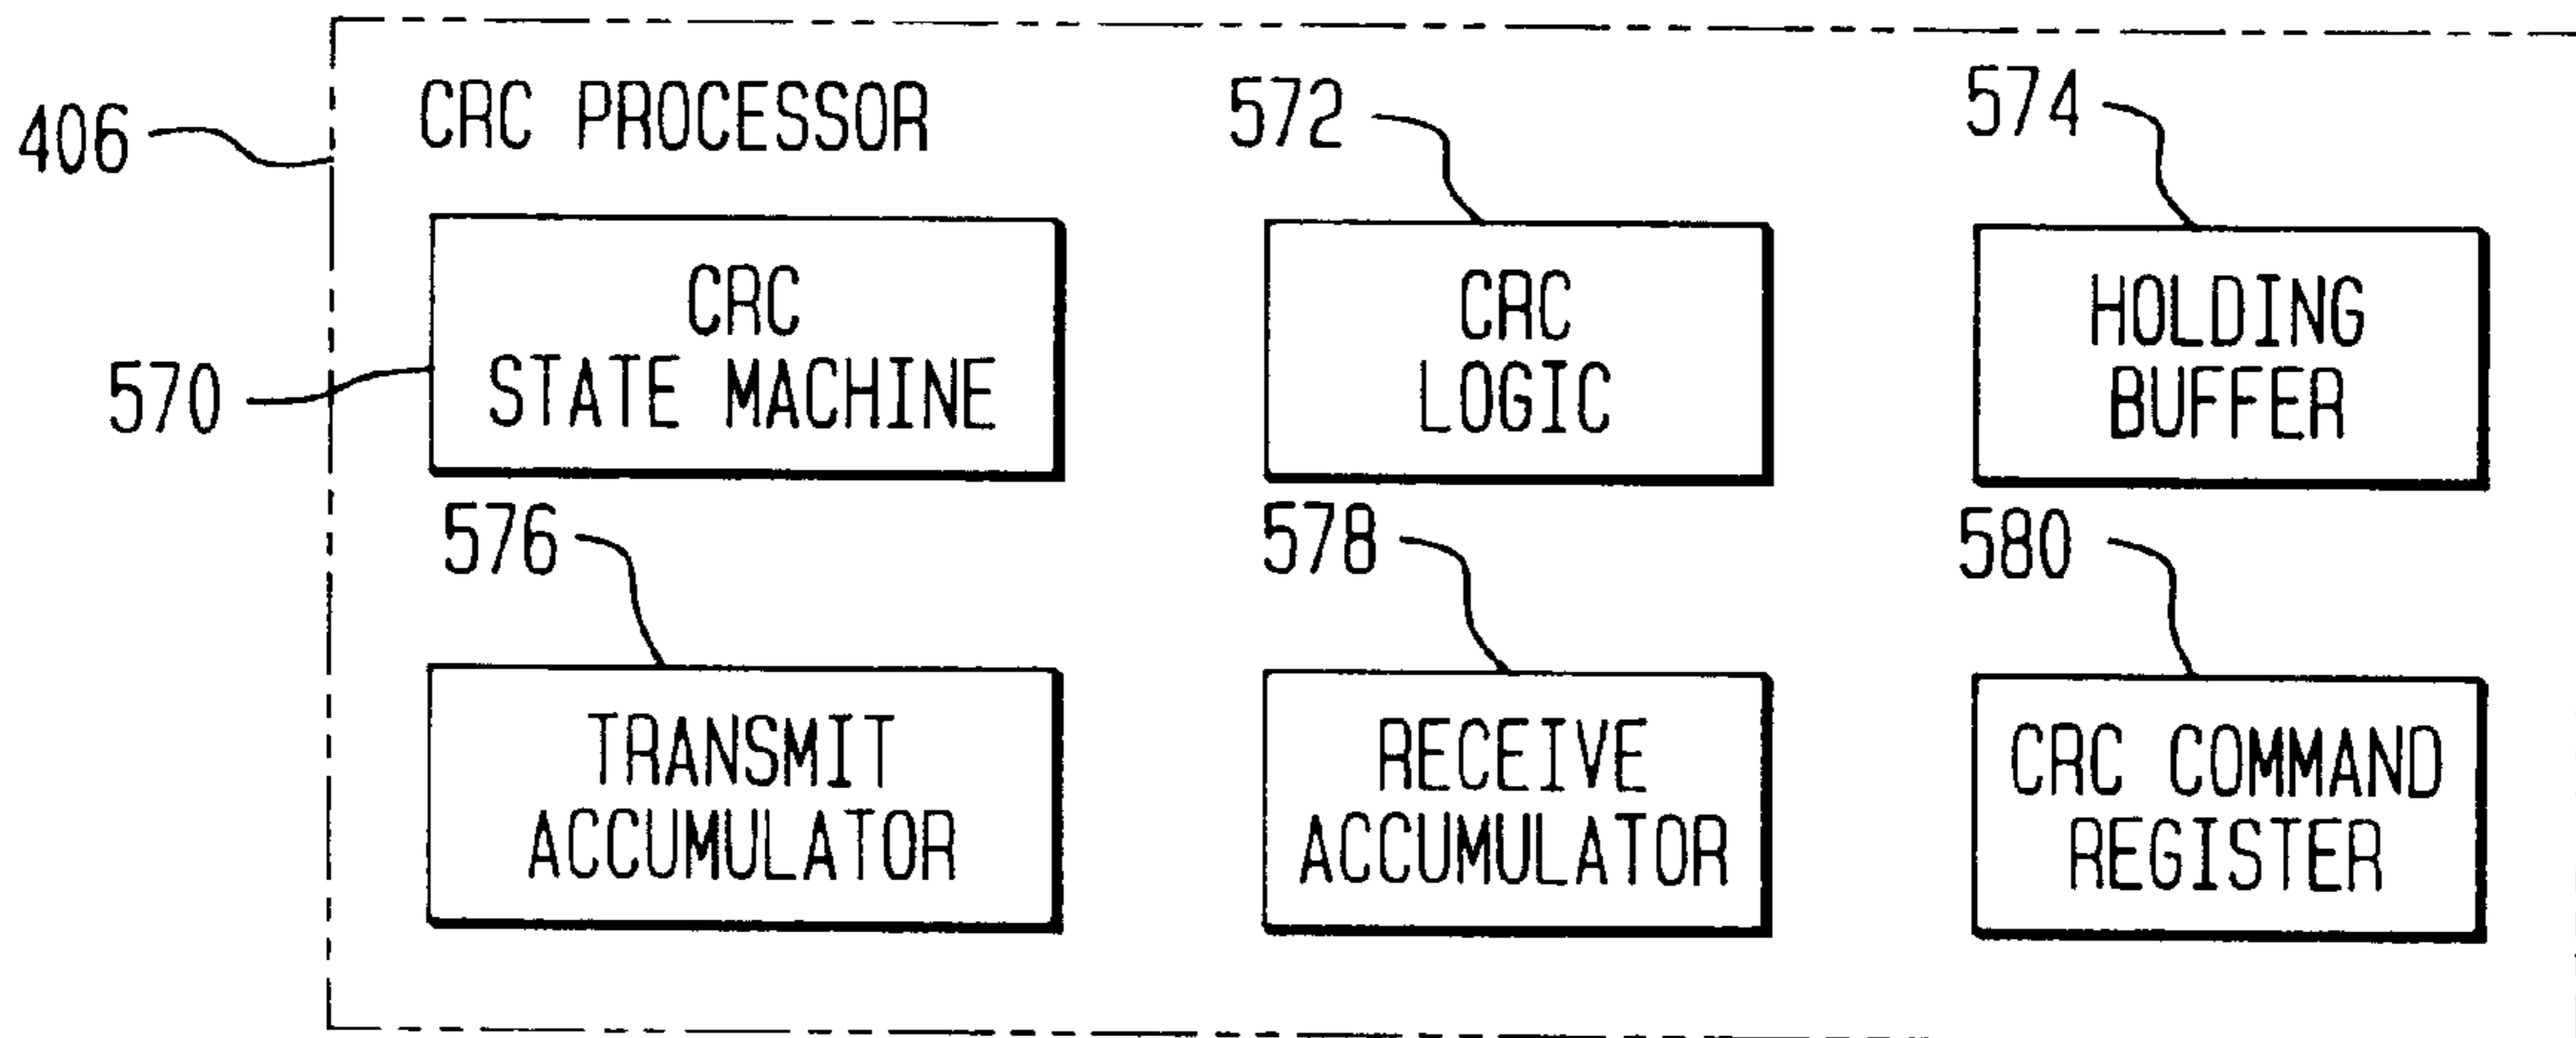 406
CRC PROCESSOR
572
574
570
CRC
STATE MACHINE
CRC
LOGIC
HOLDING
BUFFER
576
578
580
TRANSMIT
ACCUMULATOR
RECEIVE
ACCUMULATOR
CRC COMMAND
REGISTER